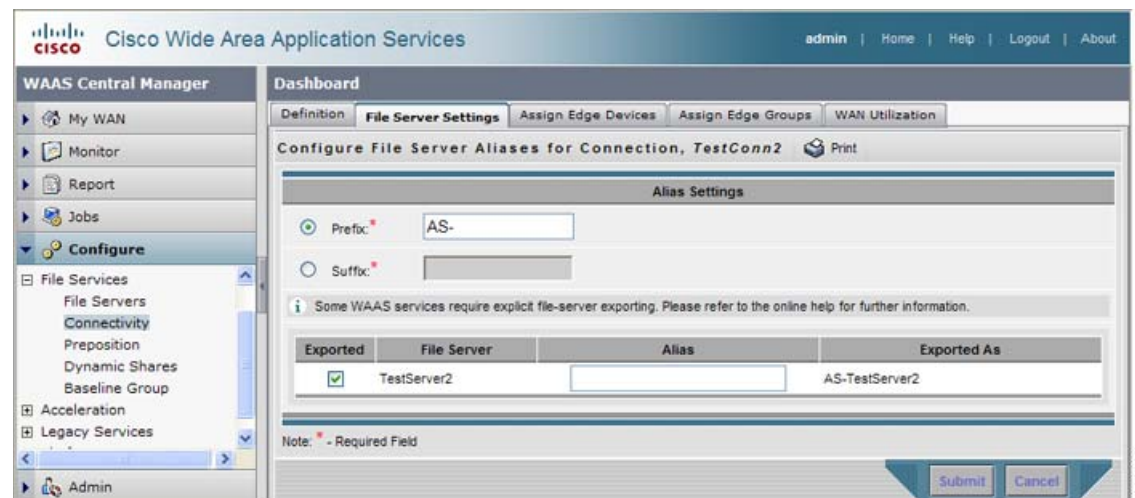 CISCO Cisco Wide Area Application Services
admin | Home | Help | Logout | About
WAAS Central Manager
My WAN
Monitor
Report
Jobs
Configure
File Services
File Servers
Connectivity
Preposition
Dynamic Shares
Baseline Group
Acceleration
Legacy Services
Admin
Dashboard
Definition File Server Settings Assign Edge Devices Assign Edge Groups WAN Utilization
Configure File Server Aliases for Connection, TestConn2 Print
Alias Settings
Prefix:* AS-
Suffix:*
i Some WAAS services require explicit file-server exporting. Please refer to the online help for further information.
Exported File Server Alias Exported As
TestServer2 AS-TestServer2
Note: * - Required Field
Submit Cancel